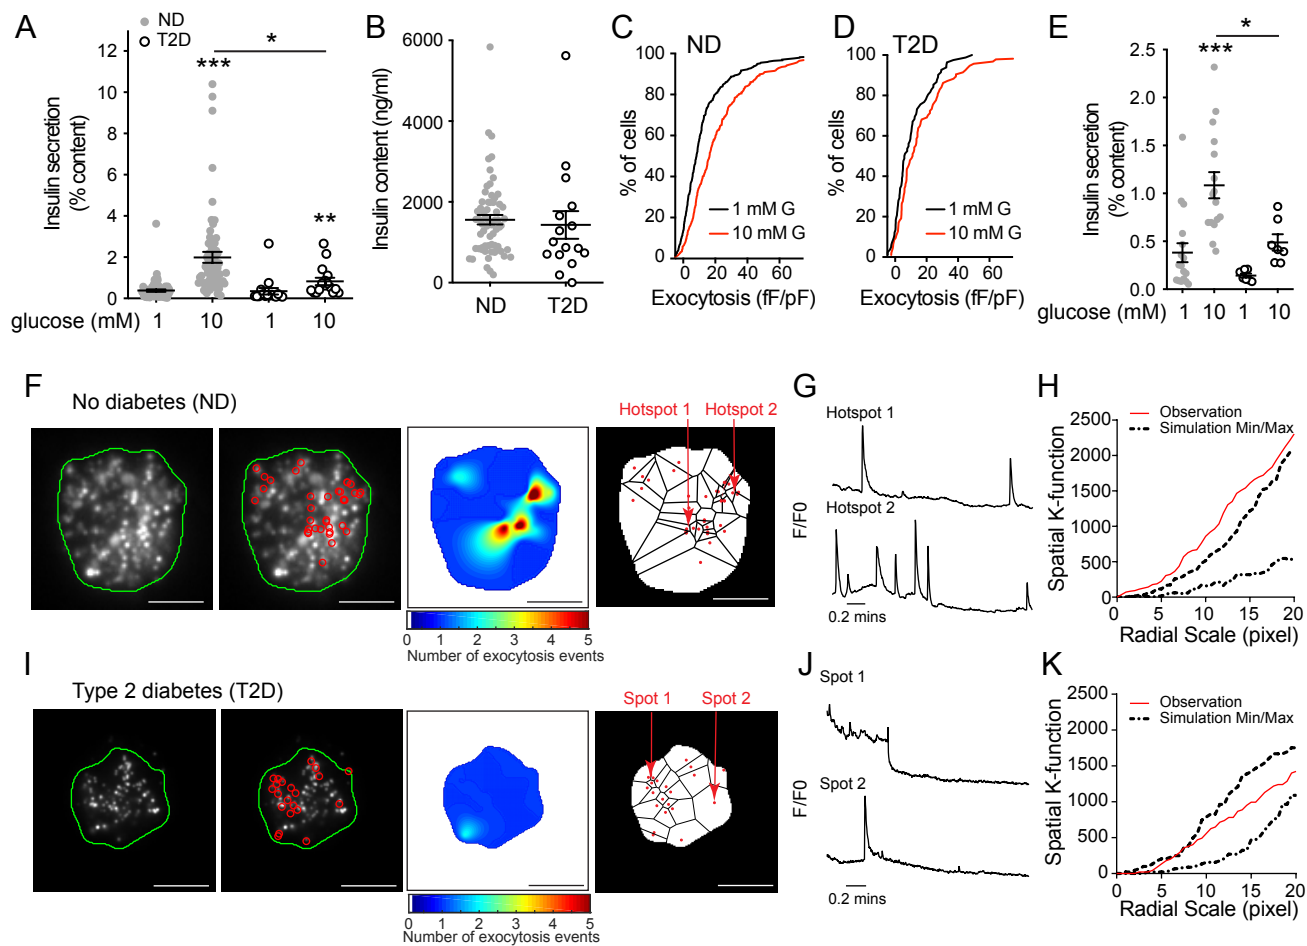 A
ND
T2D
Insulin secretion
(% content)
12
10
8
6
4
2
0
***
*
**
glucose (mM)
1 10 1 10
B
Insulin content (ng/ml)
6000
4000
2000
0
ND T2D
C
ND
% of cells
100
80
60
40
20
0
1 mM G
10 mM G
0 20 40 60
Exocytosis (fF/pF)
D
T2D
% of cells
100
80
60
40
20
0
1 mM G
10 mM G
0 20 40 60
Exocytosis (fF/pF)
E
Insulin secretion
(% content)
2.5
2.0
1.5
1.0
0.5
0.0
***
*
glucose (mM)
1 10 1 10
F
No diabetes (ND)
Hotspot 1 Hotspot 2
0 1 2 3 4 5
Number of exocytosis events
G
Hotspot 1
Hotspot 2
F/F0
0.2 mins
H
Spatial K-function
2500
2000
1500
1000
500
0
Observation
Simulation Min/Max
0 5 10 15 20
Radial Scale (pixel)
I
Type 2 diabetes (T2D)
Spot 1 Spot 2
0 1 2 3 4 5
Number of exocytosis events
J
Spot 1
Spot 2
F/F0
0.2 mins
K
Spatial K-function
2500
2000
1500
1000
500
0
Observation
Simulation Min/Max
0 5 10 15 20
Radial Scale (pixel)